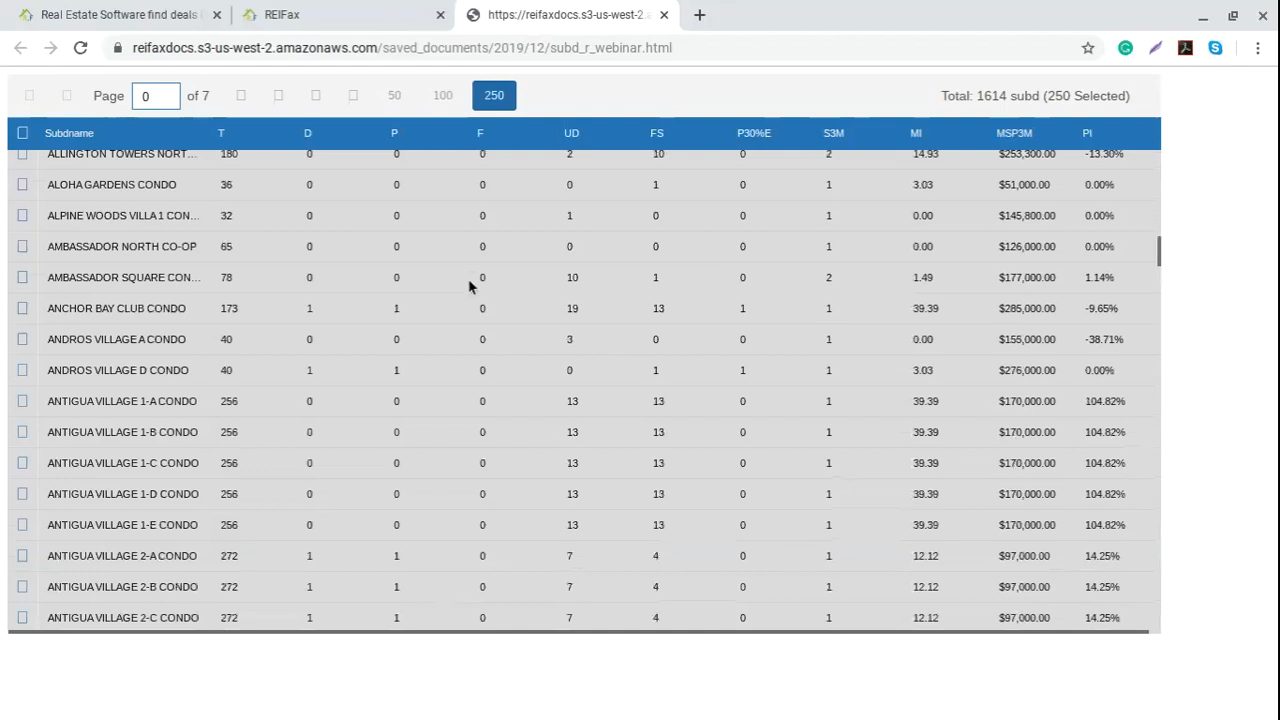 Real Estate Software find deals
REIFax
https://reifaxdocs.s3-us-west-2.a
reifaxdocs.s3-us-west-2.amazonaws.com/saved_documents/2019/12/subd_r_webinar.html
Page 0 of 7 50 100 250 Total: 1614 subd (250 Selected)
Subdname T D P F UD FS P30%E S3M MI MSP3M PI
ALLINGTON TOWERS NORT... 180 0 0 0 2 10 0 2 14.93 $253,300.00 -13.30%
ALOHA GARDENS CONDO 36 0 0 0 0 1 0 1 3.03 $51,000.00 0.00%
ALPINE WOODS VILLA 1 CON... 32 0 0 0 1 0 0 1 0.00 $145,800.00 0.00%
AMBASSADOR NORTH CO-OP 65 0 0 0 0 0 0 1 0.00 $126,000.00 0.00%
AMBASSADOR SQUARE CON... 78 0 0 0 10 1 0 2 1.49 $177,000.00 1.14%
ANCHOR BAY CLUB CONDO 173 1 1 0 19 13 1 1 39.39 $285,000.00 -9.65%
ANDROS VILLAGE A CONDO 40 0 0 0 3 0 0 1 0.00 $155,000.00 -38.71%
ANDROS VILLAGE D CONDO 40 1 1 0 0 1 1 1 3.03 $276,000.00 0.00%
ANTIGUA VILLAGE 1-A CONDO 256 0 0 0 13 13 0 1 39.39 $170,000.00 104.82%
ANTIGUA VILLAGE 1-B CONDO 256 0 0 0 13 13 0 1 39.39 $170,000.00 104.82%
ANTIGUA VILLAGE 1-C CONDO 256 0 0 0 13 13 0 1 39.39 $170,000.00 104.82%
ANTIGUA VILLAGE 1-D CONDO 256 0 0 0 13 13 0 1 39.39 $170,000.00 104.82%
ANTIGUA VILLAGE 1-E CONDO 256 0 0 0 13 13 0 1 39.39 $170,000.00 104.82%
ANTIGUA VILLAGE 2-A CONDO 272 1 1 0 7 4 0 1 12.12 $97,000.00 14.25%
ANTIGUA VILLAGE 2-B CONDO 272 1 1 0 7 4 0 1 12.12 $97,000.00 14.25%
ANTIGUA VILLAGE 2-C CONDO 272 1 1 0 7 4 0 1 12.12 $97,000.00 14.25%